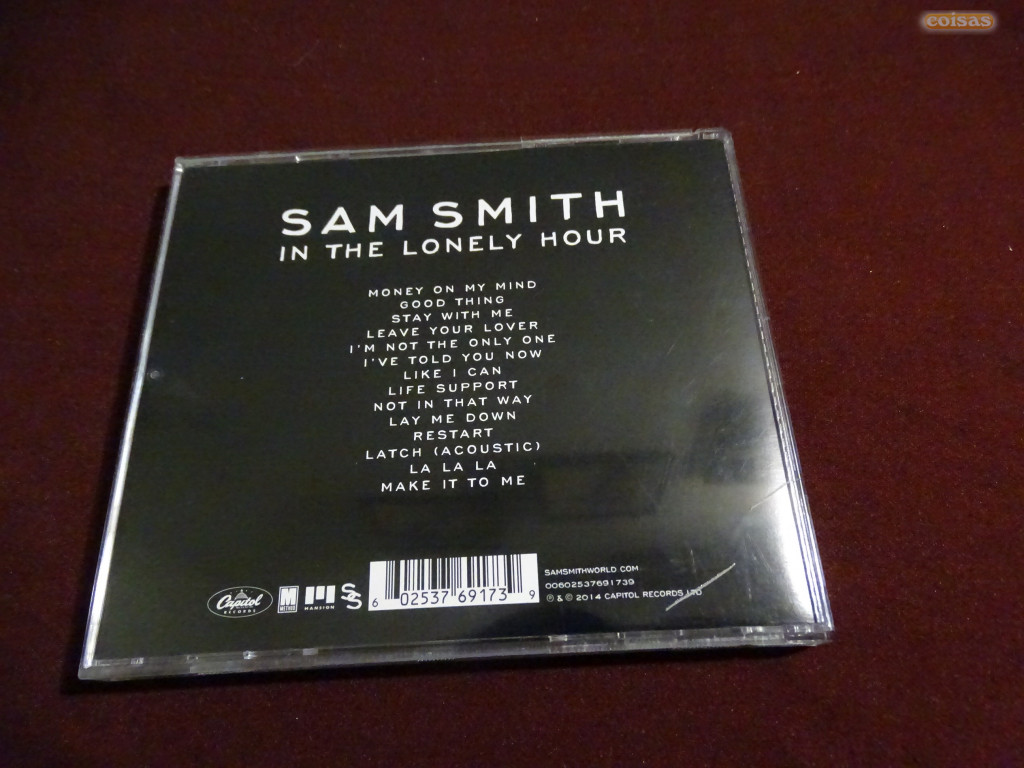 coisas
SAM SMITH
IN THE LONELY HOUR
MONEY ON MY MIND
GOOD THING
STAY WITH ME
LEAVE YOUR LOVER
I'M NOT THE ONLY ONE
I'VE TOLD YOU NOW
LIKE I CAN
LIFE SUPPORT
NOT IN THAT WAY
LAY ME DOWN
RESTART
LATCH (ACOUSTIC)
LA LA LA
MAKE IT TO ME
Capitol
RECORDS
M
METHOD
MANSION
S&S
6 02537 69173 9
SAMSMITHWORLD.COM
00602537691739
℗ & © 2014 CAPITOL RECORDS LTD